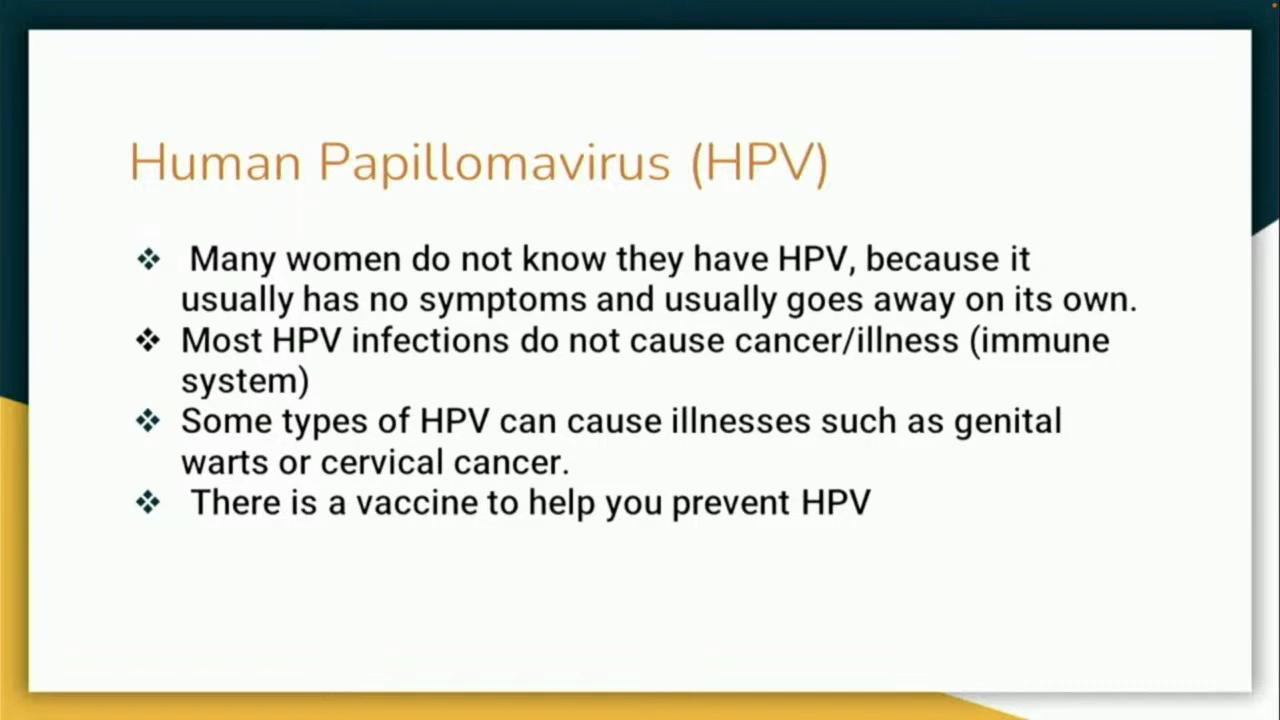 Human Papillomavirus (HPV)
❖ Many women do not know they have HPV, because it
usually has no symptoms and usually goes away on its own.
❖ Most HPV infections do not cause cancer/illness (immune
system)
❖ Some types of HPV can cause illnesses such as genital
warts or cervical cancer.
❖ There is a vaccine to help you prevent HPV